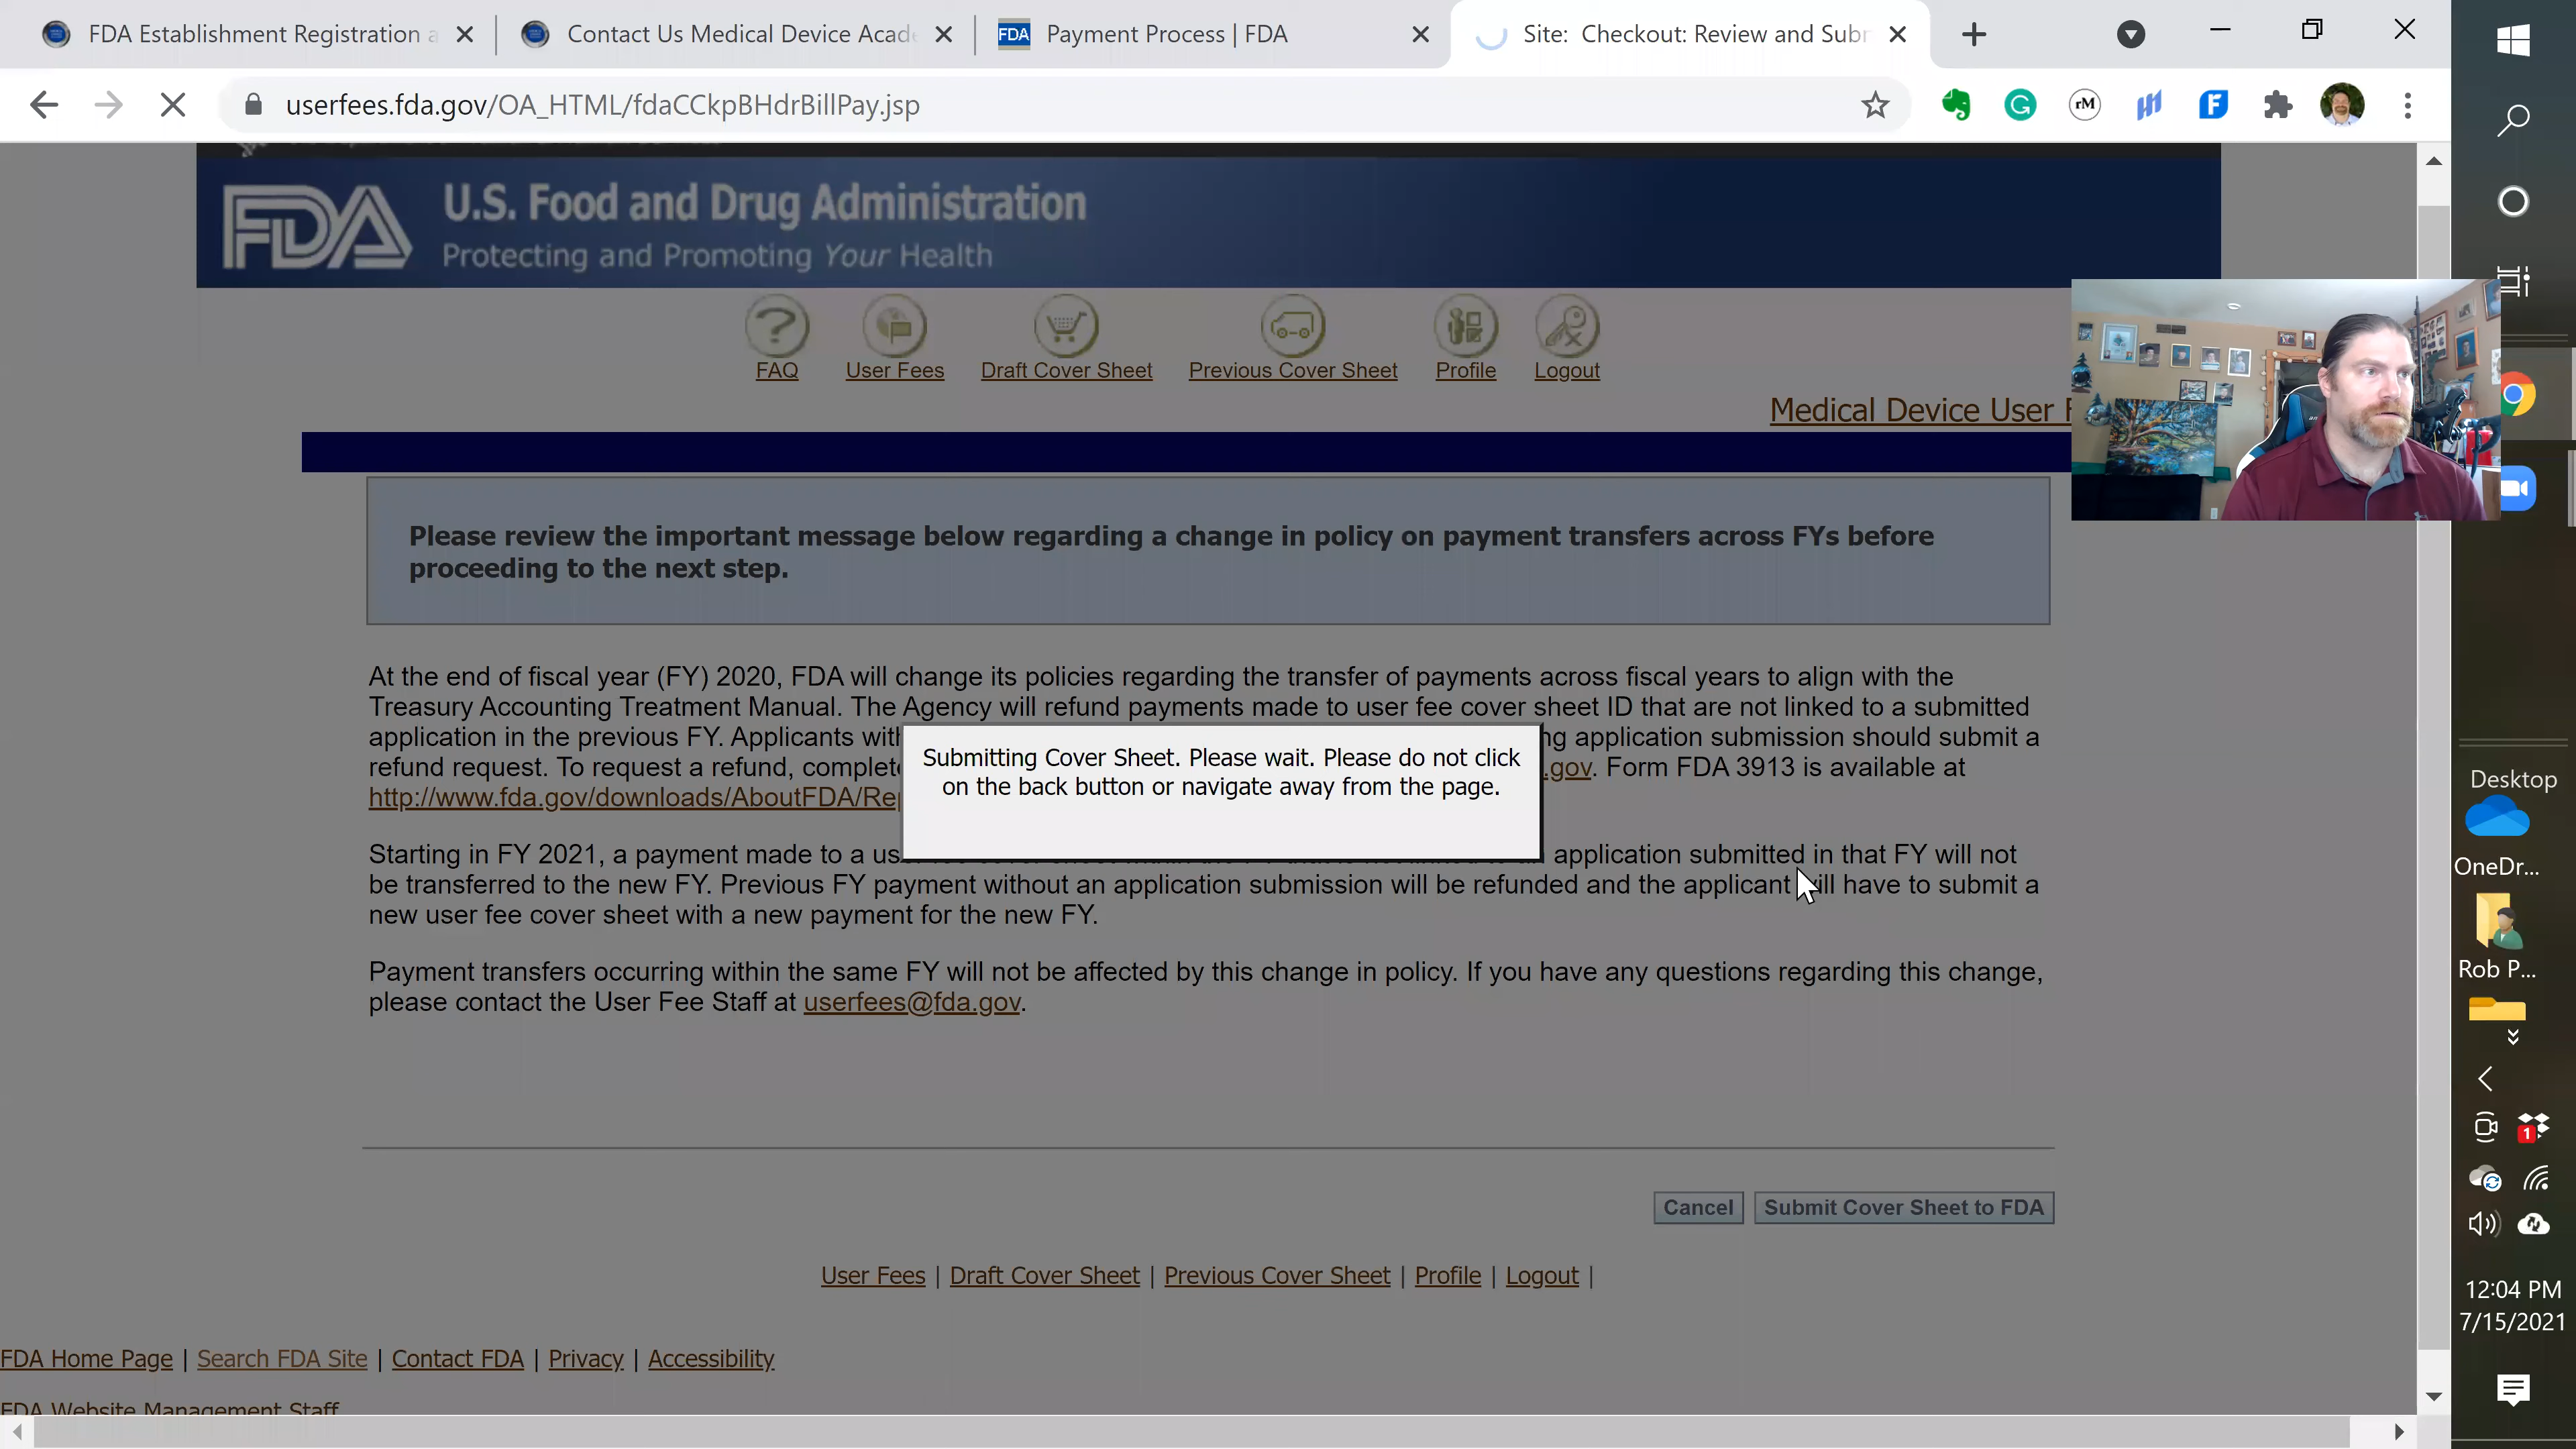 FDA Establishment Registration a
Contact Us Medical Device Acade
FDA
Payment Process | FDA
Site: Checkout: Review and Subm
userfees.fda.gov/OA_HTML/fdaCCkpBHdrBillPay.jsp
rM
FDA
U.S. Food and Drug Administration
Protecting and Promoting Your Health
FAQ
User Fees
Draft Cover Sheet
Previous Cover Sheet
Profile
Logout
Medical Device User F
Please review the important message below regarding a change in policy on payment transfers across FYs before
proceeding to the next step.
At the end of fiscal year (FY) 2020, FDA will change its policies regarding the transfer of payments across fiscal years to align with the
Treasury Accounting Treatment Manual. The Agency will refund payments made to user fee cover sheet ID that are not linked to a submitted
application in the previous FY. Applicants with ng application submission should submit a
refund request. To request a refund, complete .gov. Form FDA 3913 is available at
http://www.fda.gov/downloads/AboutFDA/Rep
Submitting Cover Sheet. Please wait. Please do not click
on the back button or navigate away from the page.
Starting in FY 2021, a payment made to a us application submitted in that FY will not
be transferred to the new FY. Previous FY payment without an application submission will be refunded and the applicant will have to submit a
new user fee cover sheet with a new payment for the new FY.
Payment transfers occurring within the same FY will not be affected by this change in policy. If you have any questions regarding this change,
please contact the User Fee Staff at userfees@fda.gov.
Cancel
Submit Cover Sheet to FDA
User Fees | Draft Cover Sheet | Previous Cover Sheet | Profile | Logout |
FDA Home Page | Search FDA Site | Contact FDA | Privacy | Accessibility
FDA Website Management Staff
Desktop
OneDr...
Rob P...
1
12:04 PM
7/15/2021